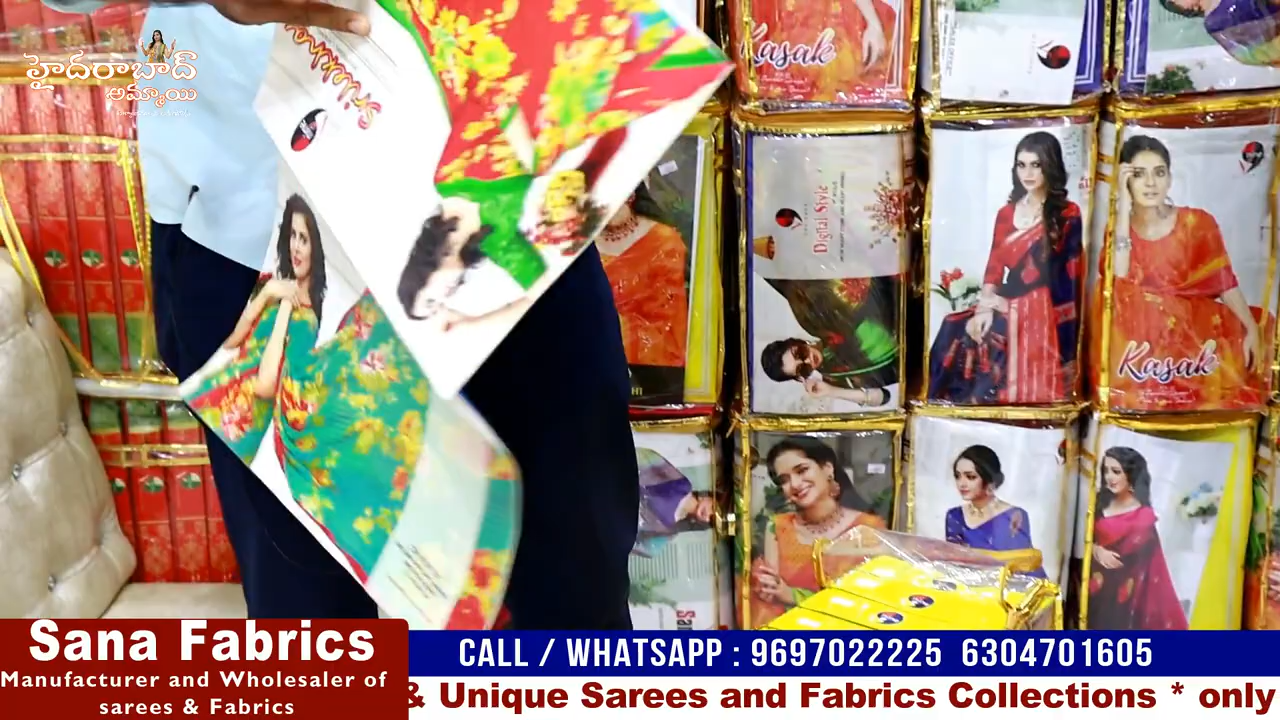 హైదరాబాద్
అమ్మాయి
Kasak
Digital Style
Kasak
Sana Fabrics
Manufacturer and Wholesaler of
sarees & Fabrics
CALL / WHATSAPP : 9697022225 6304701605
& Unique Sarees and Fabrics Collections * only